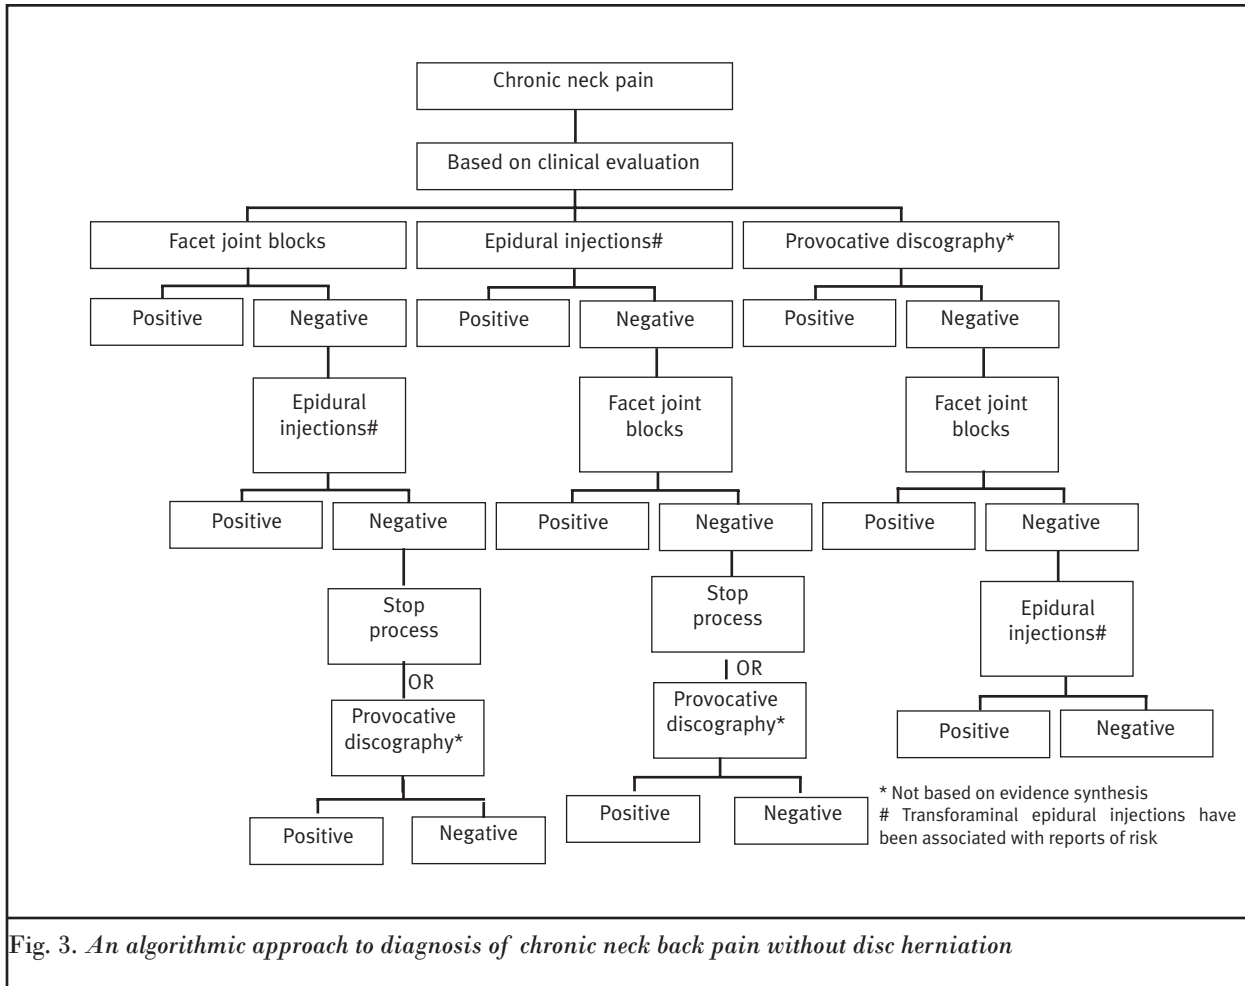 Chronic neck pain
Based on clinical evaluation
Facet joint blocks
Epidural injections#
Provocative discography*
Positive
Negative
Positive
Negative
Positive
Negative
Epidural
injections#
Facet joint
blocks
Facet joint
blocks
Positive
Negative
Positive
Negative
Positive
Negative
Stop
process
Stop
process
Epidural
injections#
OR
OR
Provocative
discography*
Provocative
discography*
Positive
Negative
Positive
Negative
Positive
Negative
* Not based on evidence synthesis
# Transforaminal epidural injections have
been associated with reports of risk
Fig. 3. An algorithmic approach to diagnosis of chronic neck back pain without disc herniation